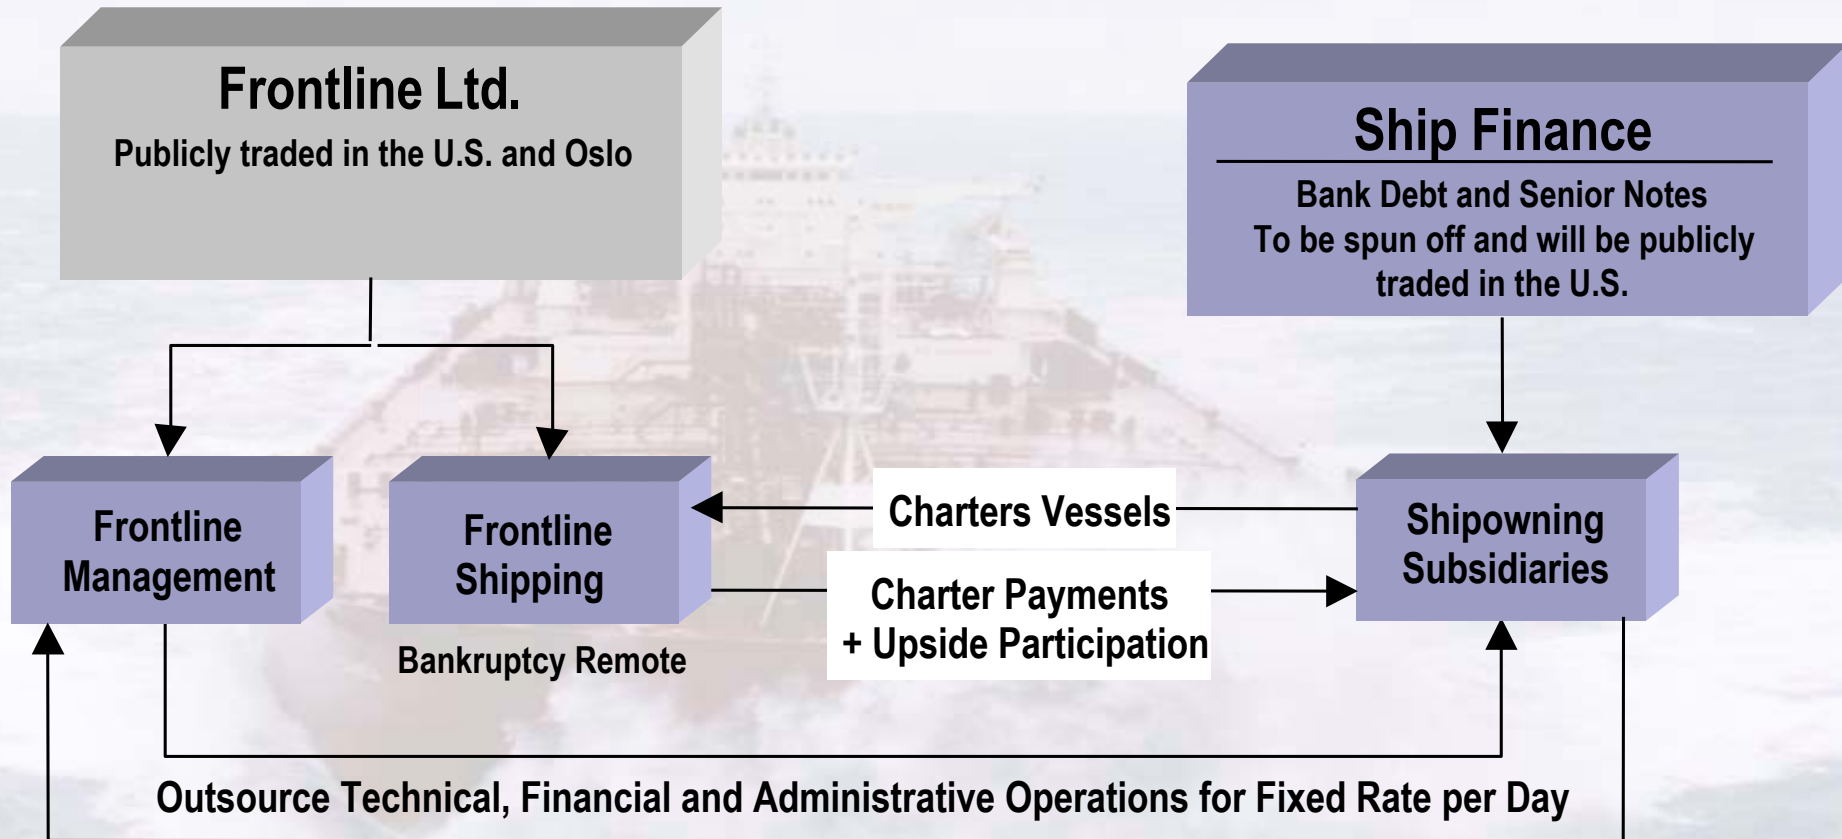 Frontline Ltd.
Publicly traded in the U.S. and Oslo
Ship Finance
Bank Debt and Senior Notes
To be spun off and will be publicly
traded in the U.S.
Frontline
Management
Frontline
Shipping
Bankruptcy Remote
Charters Vessels
Charter Payments
+ Upside Participation
Shipowning
Subsidiaries
Outsource Technical, Financial and Administrative Operations for Fixed Rate per Day